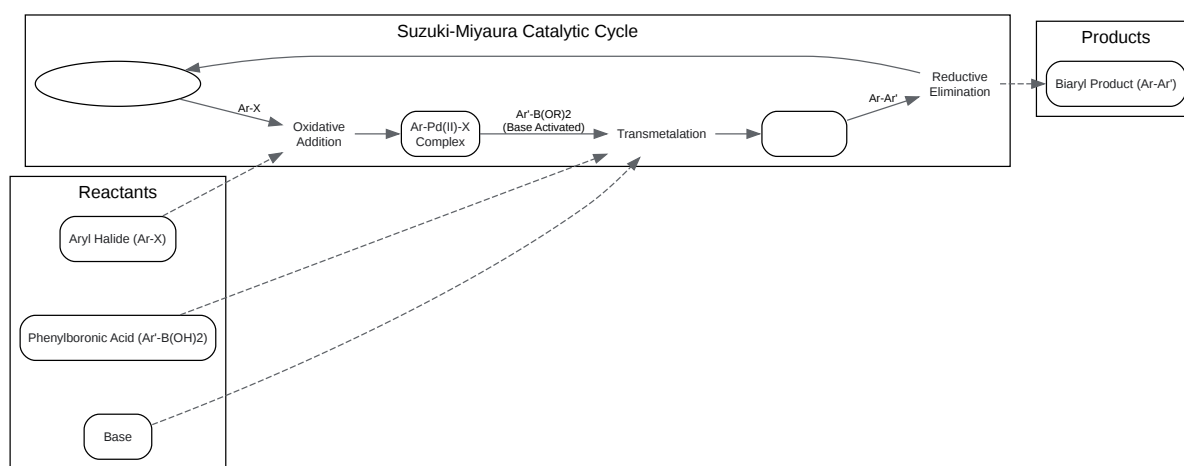 Suzuki-Miyaura Catalytic Cycle
Products
Reductive
Elimination
Biaryl Product (Ar-Ar')
Ar-X
Ar-Ar'
Oxidative
Addition
Ar-Pd(II)-X
Complex
Ar'-B(OR)2
(Base Activated)
Transmetalation
Reactants
Aryl Halide (Ar-X)
Phenylboronic Acid (Ar'-B(OH)2)
Base